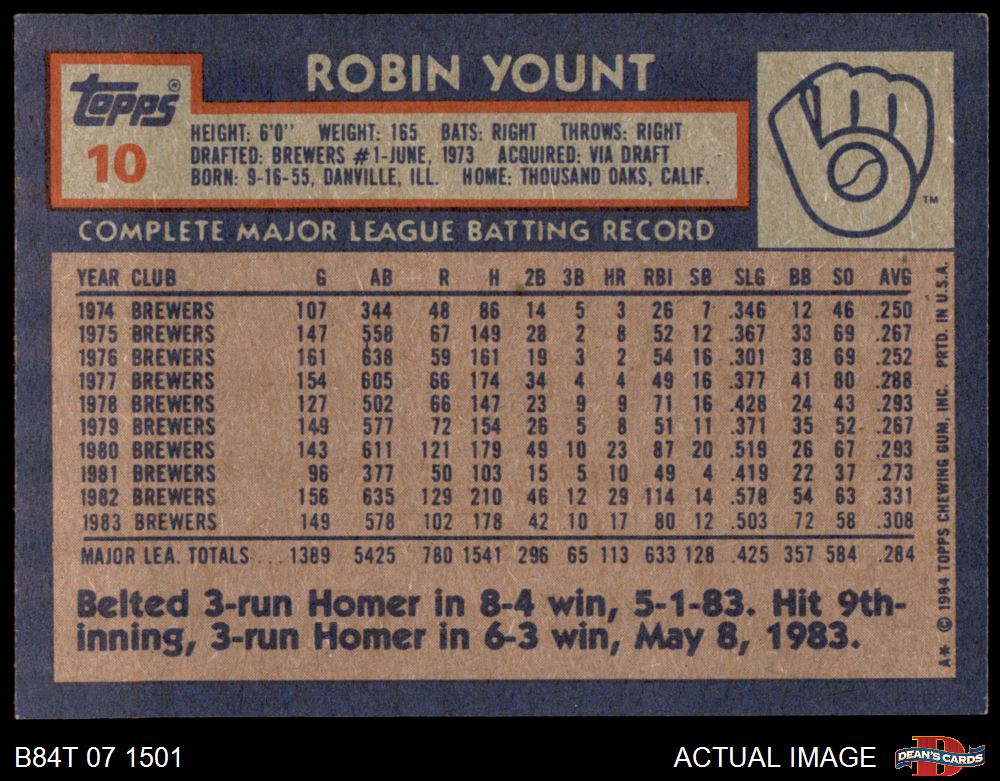 ROBIN YOUNT
Topps®
10
HEIGHT: 6'0" WEIGHT: 165 BATS: RIGHT THROWS: RIGHT
DRAFTED: BREWERS #1-JUNE, 1973 ACQUIRED: VIA DRAFT
BORN: 9-16-55, DANVILLE, ILL. HOME: THOUSAND OAKS, CALIF.
TM
COMPLETE MAJOR LEAGUE BATTING RECORD
YEAR CLUB G AB R H 2B 3B HR RBI SB SLG BB SO AVG
1974 BREWERS 107 344 48 86 14 5 3 26 7 .346 12 46 .250
1975 BREWERS 147 558 67 149 28 2 8 52 12 .367 33 69 .267
1976 BREWERS 161 638 59 161 19 3 2 54 16 .301 38 69 .252
1977 BREWERS 154 605 66 174 34 4 4 49 16 .377 41 80 .288
1978 BREWERS 127 502 66 147 23 9 9 71 16 .428 24 43 .293
1979 BREWERS 149 577 72 154 26 5 8 51 11 .371 35 52 .267
1980 BREWERS 143 611 121 179 49 10 23 87 20 .519 26 67 .293
1981 BREWERS 96 377 50 103 15 5 10 49 4 .419 22 37 .273
1982 BREWERS 156 635 129 210 46 12 29 114 14 .578 54 63 .331
1983 BREWERS 149 578 102 178 42 10 17 80 12 .503 72 58 .308
MAJOR LEA. TOTALS... 1389 5425 780 1541 296 65 113 633 128 .425 357 584 .284
Belted 3-run Homer in 8-4 win, 5-1-83. Hit 9th-
inning, 3-run Homer in 6-3 win, May 8, 1983.
A* © 1984 TOPPS CHEWING GUM, INC. PRTD. IN U.S.A.
B84T 07 1501
ACTUAL IMAGE
D
DEAN'S CARDS